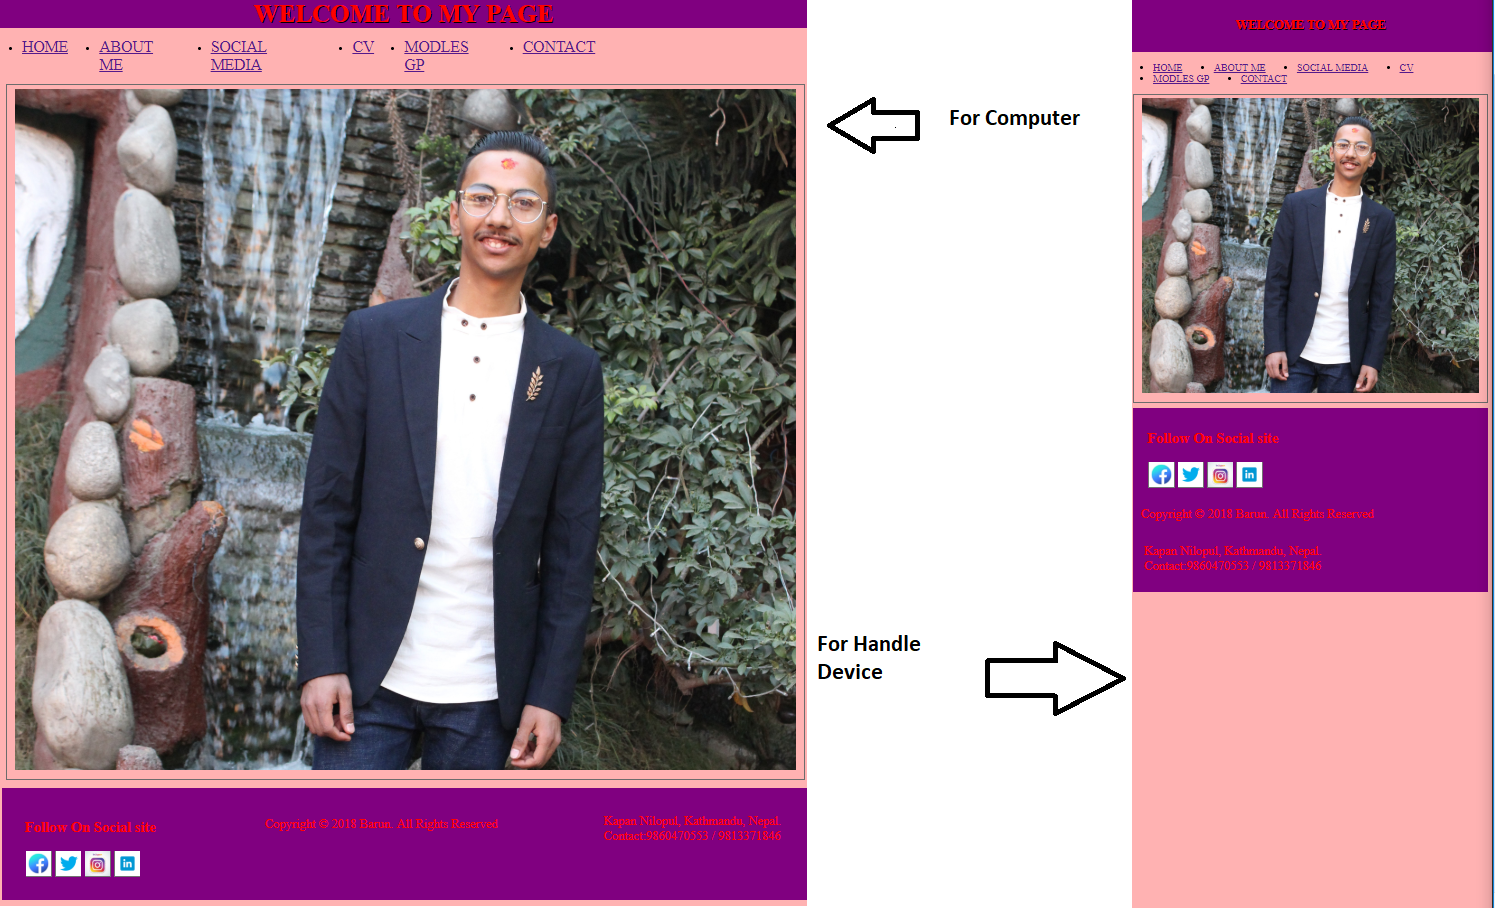 WELCOME TO MY PAGE
HOME
ABOUT
ME
SOCIAL
MEDIA
CV
MODLES
GP
CONTACT
Follow On Social site
Copyright © 2018 Barun. All Rights Reserved
Kapan Nilopul, Kathmandu, Nepal.
Contact:9860470553 / 9813371846
For Computer
For Handle
Device
WELCOME TO MY PAGE
HOME ABOUT ME SOCIAL MEDIA CV
MODLES GP CONTACT
Follow On Social site
in
Copyright © 2018 Barun. All Rights Reserved
Kapan Nilopul, Kathmandu, Nepal.
Contact:9860470553 / 9813371846